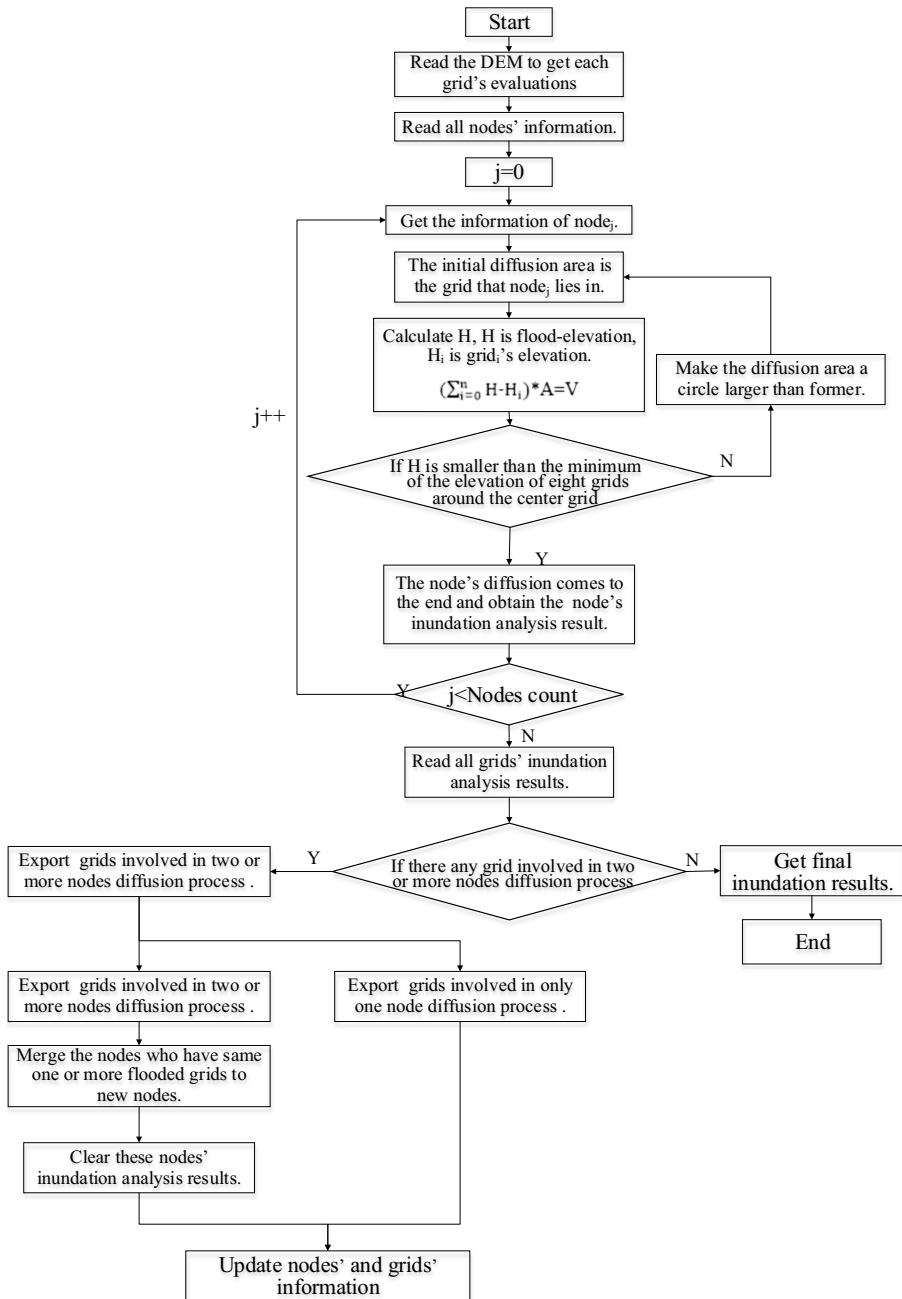 Start
Read the DEM to get each
grid's evaluations
Read all nodes' information.
j=0
Get the information of nodeⱼ.
The initial diffusion area is
the grid that nodeⱼ lies in.
Calculate H, H is flood-elevation,
Hᵢ is gridᵢ's elevation.
(∑ⁿᵢ₌₀ H-Hᵢ)*A=V
Make the diffusion area a
circle larger than former.
j++
If H is smaller than the minimum
of the elevation of eight grids
around the center grid
N
Y
The node's diffusion comes to
the end and obtain the node's
inundation analysis result.
Y
j<Nodes count
N
Read all grids' inundation
analysis results.
Export grids involved in two or
more nodes diffusion process .
Y
If there any grid involved in two
or more nodes diffusion process
N
Get final
inundation results.
End
Export grids involved in two or
more nodes diffusion process .
Export grids involved in only
one node diffusion process .
Merge the nodes who have same
one or more flooded grids to
new nodes.
Clear these nodes'
inundation analysis results.
Update nodes' and grids'
information